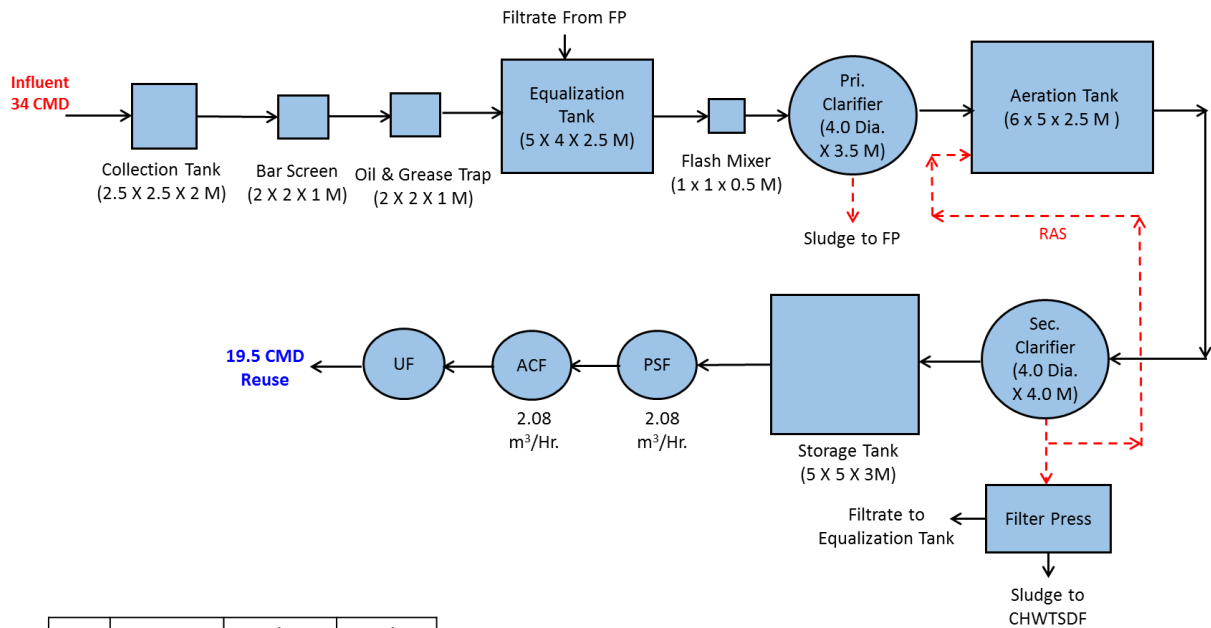 Filtrate From FP
Influent
34 CMD
Collection Tank
(2.5 X 2.5 X 2 M)
Bar Screen
(2 X 2 X 1 M)
Oil & Grease Trap
(2 X 2 X 1 M)
Equalization
Tank
(5 X 4 X 2.5 M)
Flash Mixer
(1 x 1 x 0.5 M)
Pri.
Clarifier
(4.0 Dia.
X 3.5 M)
Sludge to FP
Aeration Tank
(6 x 5 x 2.5 M )
RAS
Sec.
Clarifier
(4.0 Dia.
X 4.0 M)
Storage Tank
(5 X 5 X 3M)
PSF
2.08
m³/Hr.
ACF
2.08
m³/Hr.
UF
19.5 CMD
Reuse
Filter Press
Filtrate to
Equalization Tank
Sludge to
CHWTSDF